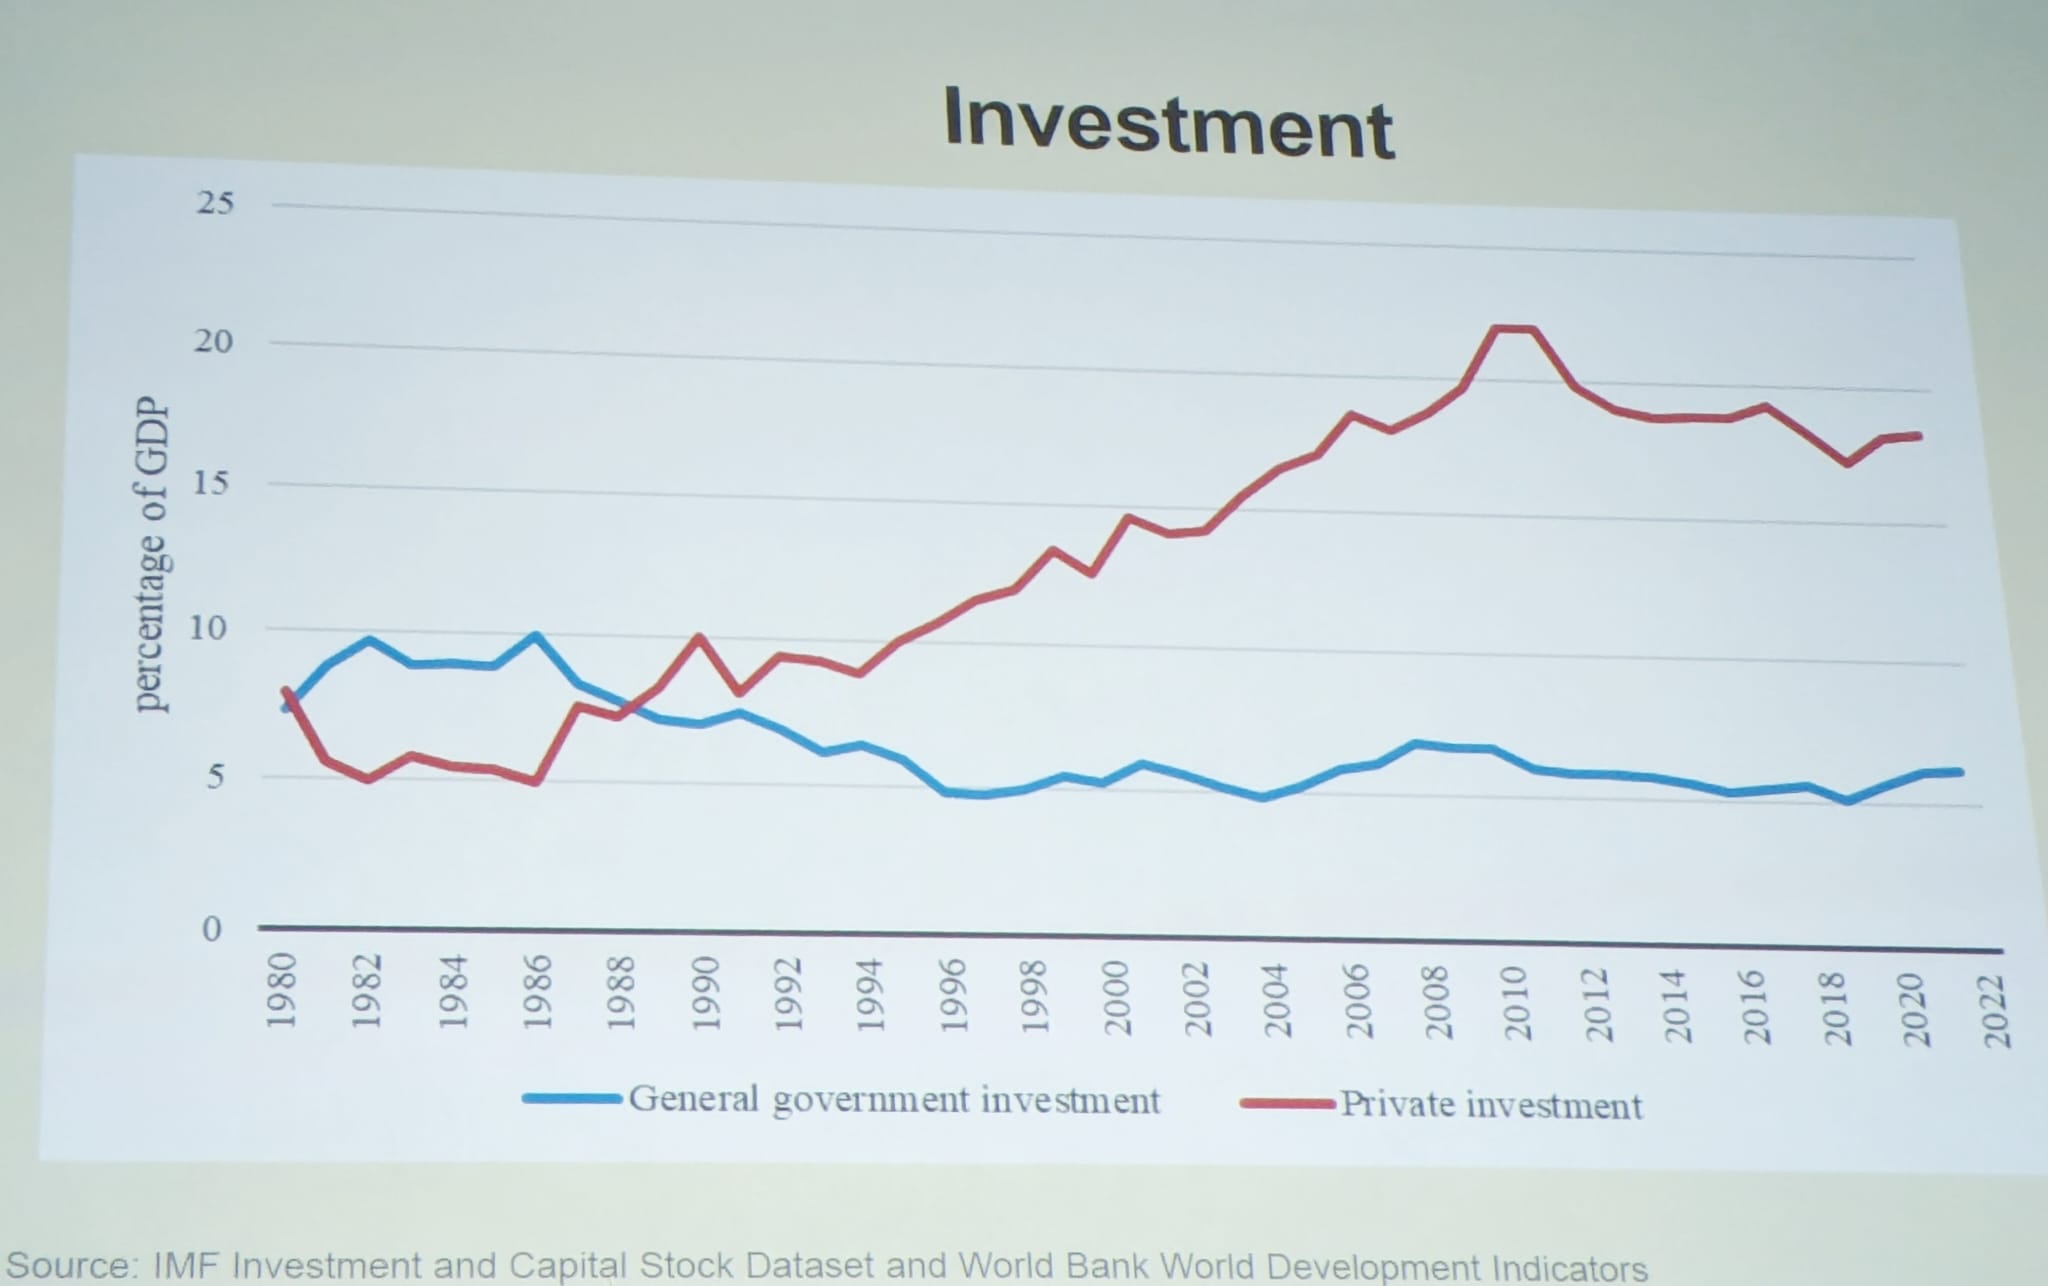 Investment
25
20
15
10
5
0
percentage of GDP
1980 1982 1984 1986 1988 1990 1992 1994 1996 1998 2000 2002 2004 2006 2008 2010 2012 2014 2016 2018 2020 2022
General government investment Private investment
Source: IMF Investment and Capital Stock Dataset and World Bank World Development Indicators